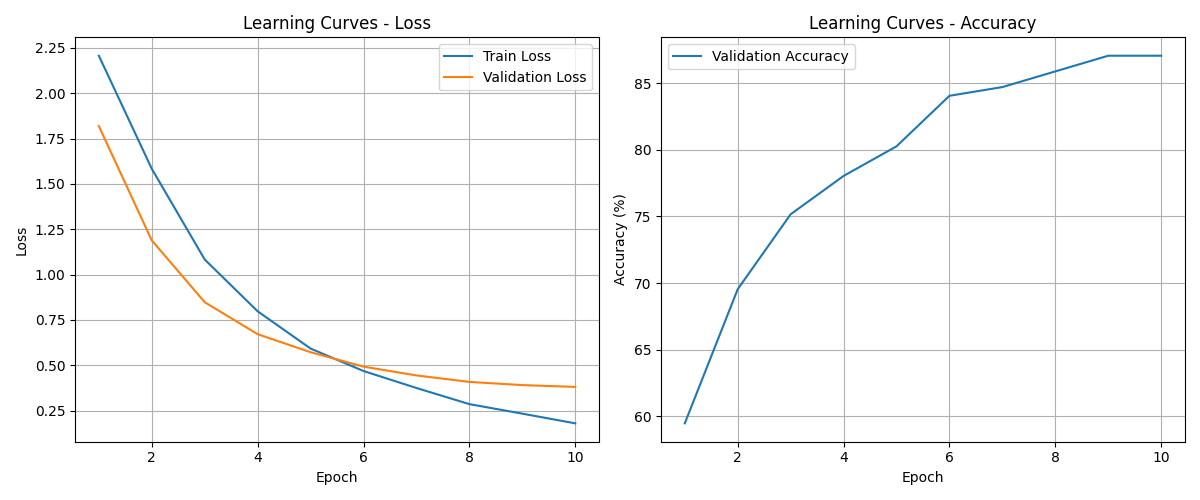 Learning Curves - Loss
2.25
2.00
1.75
1.50
1.25
1.00
0.75
0.50
0.25
Loss
Train Loss
Validation Loss
2 4 6 8 10
Epoch
Learning Curves - Accuracy
85
80
75
70
65
60
Accuracy (%)
Validation Accuracy
2 4 6 8 10
Epoch